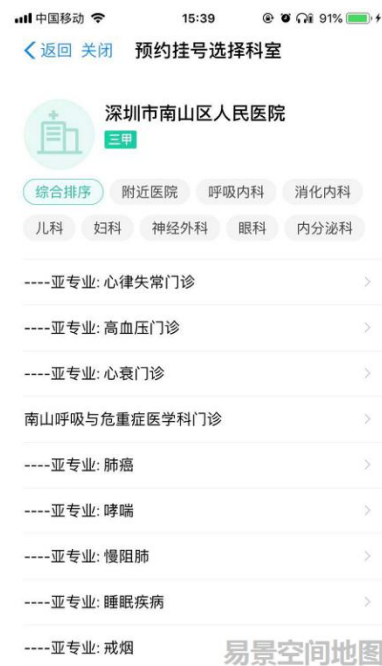 中国移动 15:39 91%
返回 关闭 预约挂号选择科室
深圳市南山区人民医院
三甲
综合排序 附近医院 呼吸内科 消化内科
儿科 妇科 神经外科 眼科 内分泌科
----亚专业: 心律失常门诊
----亚专业: 高血压门诊
----亚专业: 心衰门诊
南山呼吸与危重症医学科门诊
----亚专业: 肺癌
----亚专业: 哮喘
----亚专业: 慢阻肺
----亚专业: 睡眠疾病
----亚专业: 戒烟
易景空间地图